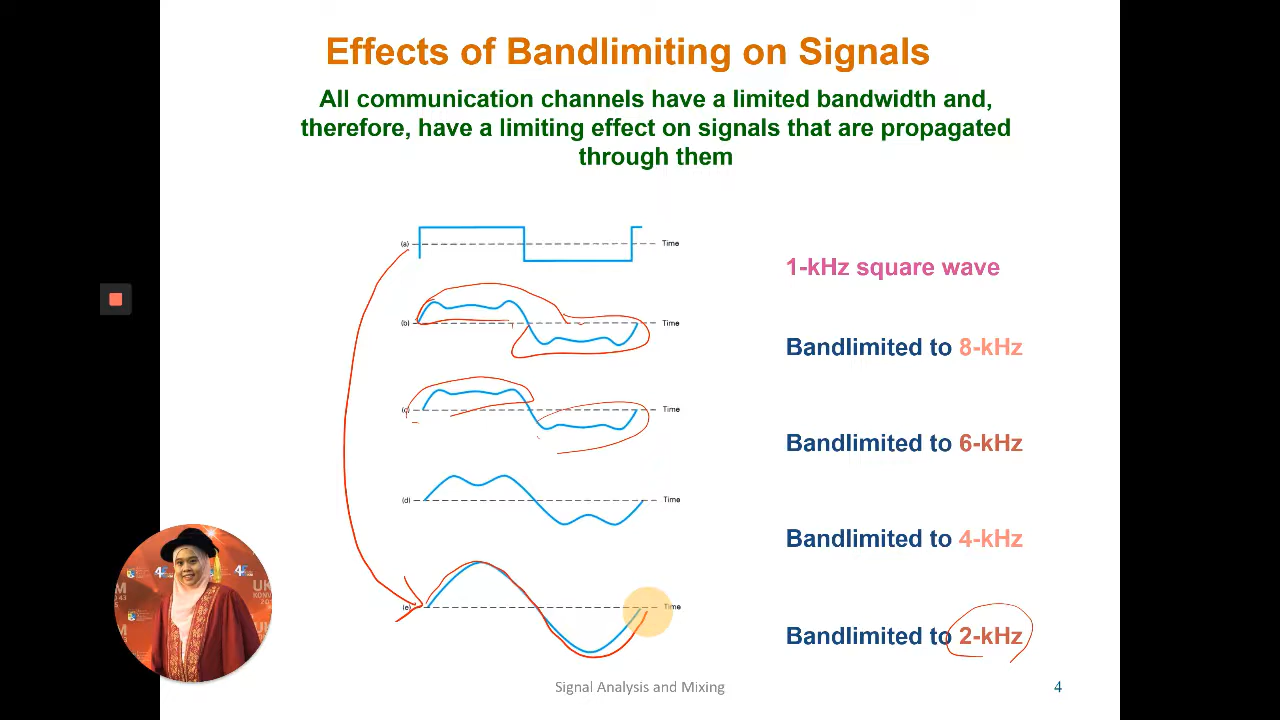 Effects of Bandlimiting on Signals
All communication channels have a limited bandwidth and,
therefore, have a limiting effect on signals that are propagated
through them
(a) Time
1-kHz square wave
(b) Time
Bandlimited to 8-kHz
(c) Time
Bandlimited to 6-kHz
(d) Time
Bandlimited to 4-kHz
(e) Time
Bandlimited to 2-kHz
Signal Analysis and Mixing
4